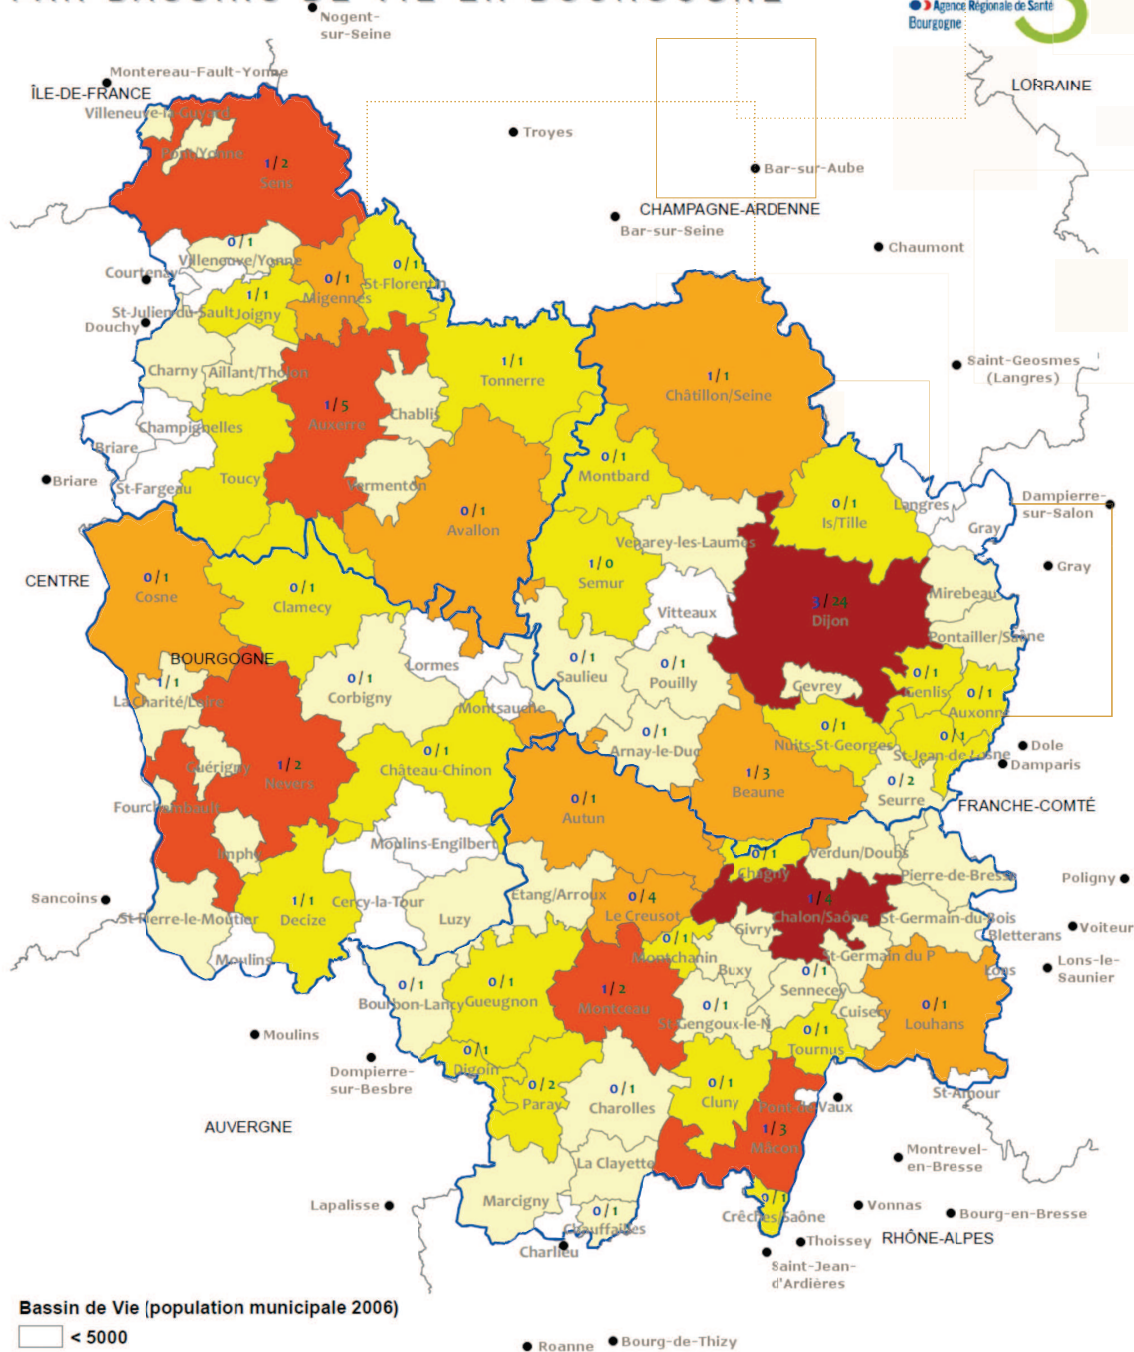 PAR BASSINS DE VIE EN BOURGOGNE
Agence Régionale de Santé
Bourgogne
Nogent-
sur-Seine
Montereau-Fault-Yonne
ÎLE-DE-FRANCE
LORRAINE
Villeneuve-la-Guyard
Troyes
Pont/Yonne
1/2
Sens
Bar-sur-Aube
CHAMPAGNE-ARDENNE
Bar-sur-Seine
Chaumont
0/1
Villeneuve/Yonne
Courtenay
0/1
Migennes
0/1
St-Florentin
1/1
Joigny
St-Julien-du-Sault
Douchy
Charny
Aillant/Tholon
1/1
Tonnerre
1/1
Châtillon/Seine
Saint-Geosmes
(Langres)
1/5
Auxerre
Chablis
Champignelles
Briare
Briare
St-Fargeau
Toucy
Vermenton
0/1
Montbard
0/1
Avallon
0/1
Is/Tille
Langres
Gray
Dampierre-
sur-Salon
Venarey-les-Laumes
Gray
CENTRE
0/1
Cosne
0/1
Clamecy
1/0
Semur
Vitteaux
3/24
Dijon
Mirebeau
Pontailler/Saône
BOURGOGNE
1/1
La Charité/Loire
0/1
Corbigny
Lormes
Montsauche
0/1
Saulieu
0/1
Pouilly
Gevrey
0/1
Genlis
0/1
Auxonne
0/1
Arnay-le-Duc
0/1
Nuits-St-Georges
0/1
St-Jean-de-Losne
Dole
Damparis
Guérigny
1/2
Nevers
0/1
Château-Chinon
1/3
Beaune
0/2
Seurre
FRANCHE-COMTÉ
Fourchambault
0/1
Autun
Imphy
Moulins-Engilbert
0/1
Chagny
Verdun/Doubs
Pierre-de-Bresse
Poligny
Sancoins
St-Pierre-le-Moutier
1/1
Decize
Cercy-la-Tour
Luzy
Etang/Arroux
0/4
Le Creusot
1/4
Chalon/Saône
Givry
St-Germain-du-Bois
Bletterans
Voiteur
Moulins
0/1
Montchanin
St-Germain du P
Lons
Lons-le-
Saunier
0/1
Bourbon-Lancy
0/1
Gueugnon
1/2
Montceau
Buxy
0/1
Sennecey
0/1
St-Gengoux-le-N
Cuisery
0/1
Louhans
Moulins
0/1
Tournus
0/1
Digoin
Dompierre-
sur-Besbre
0/2
Paray
0/1
Charolles
0/1
Cluny
Pont-de-Vaux
St-Amour
AUVERGNE
1/3
Mâcon
Montrevel-
en-Bresse
La Clayette
Lapalisse
Marcigny
0/1
Chauffailles
0/1
Crêches/Saône
Vonnas
Bourg-en-Bresse
Charlieu
Thoissey
RHÔNE-ALPES
Saint-Jean-
d'Ardières
Bassin de Vie (population municipale 2006)
< 5000
Roanne
Bourg-de-Thizy